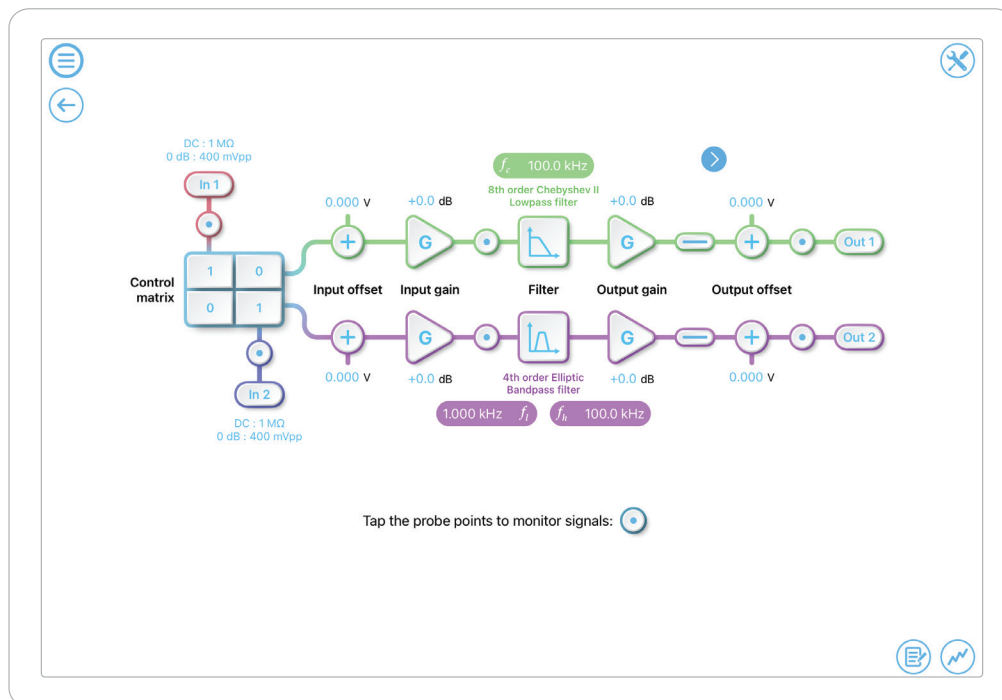 DC : 1 MΩ
0 dB : 400 mVpp
In 1
f_c 100.0 kHz
8th order Chebyshev II
Lowpass filter
0.000 V
+0.0 dB
+0.0 dB
0.000 V
G
G
Out 1
Control
matrix
1 0
0 1
Input offset
Input gain
Filter
Output gain
Output offset
G
G
Out 2
0.000 V
+0.0 dB
4th order Elliptic
Bandpass filter
+0.0 dB
0.000 V
In 2
1.000 kHz f_l
f_h 100.0 kHz
DC : 1 MΩ
0 dB : 400 mVpp
Tap the probe points to monitor signals: